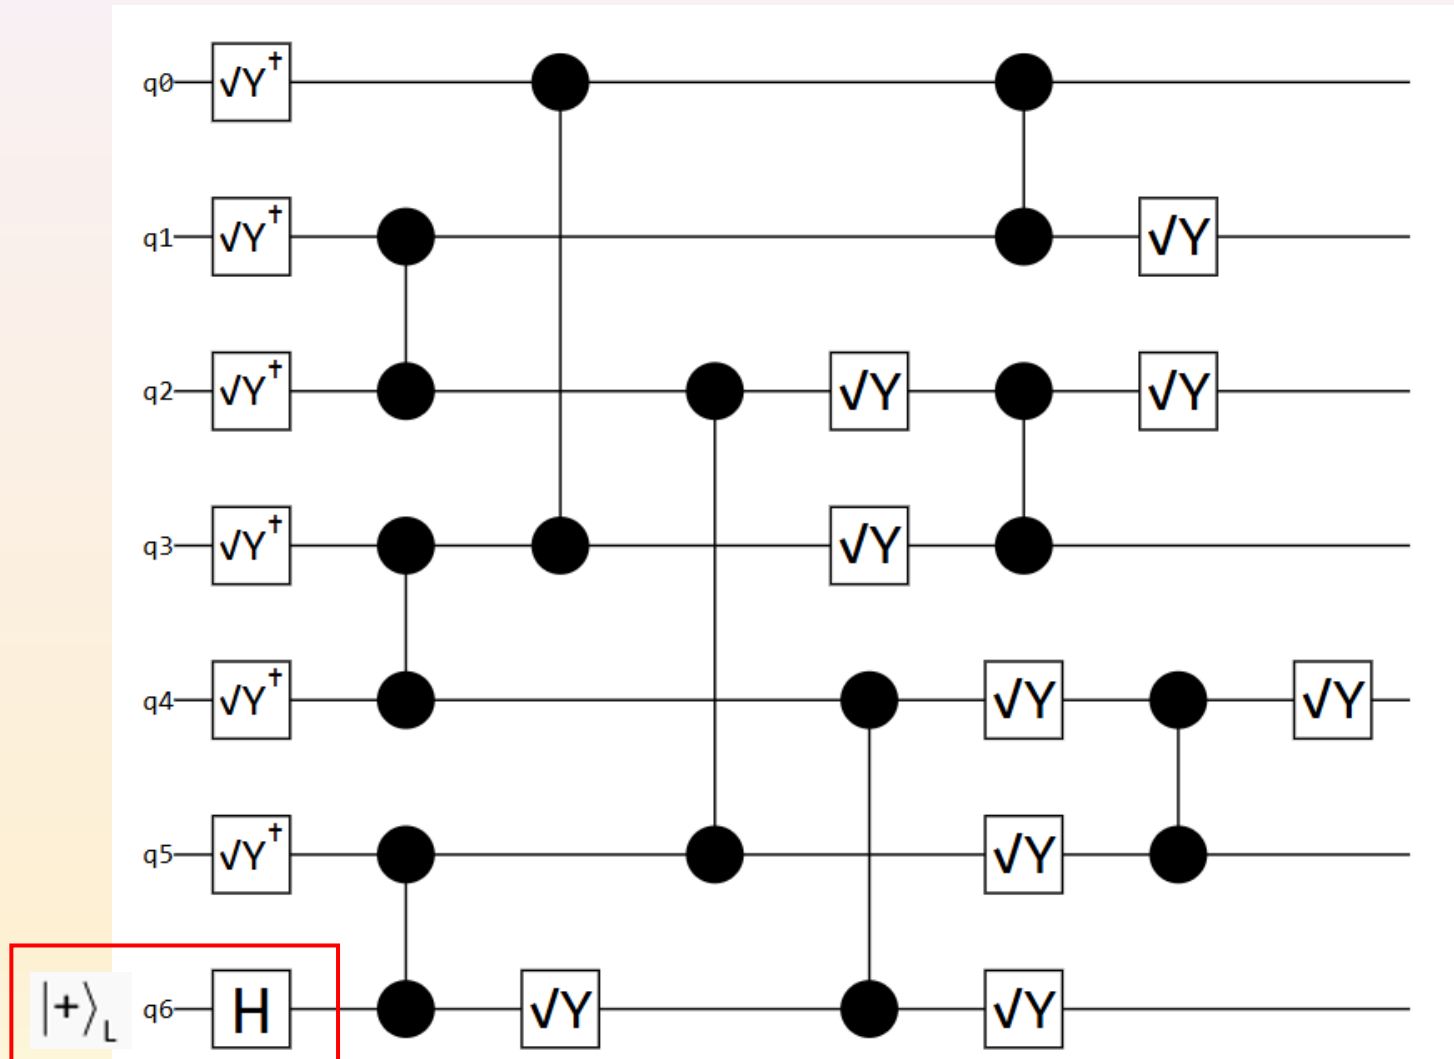 q0 √Y†
q1 √Y† √Y
q2 √Y† √Y √Y
q3 √Y† √Y
q4 √Y† √Y √Y
q5 √Y† √Y
|+⟩L q6 H √Y √Y